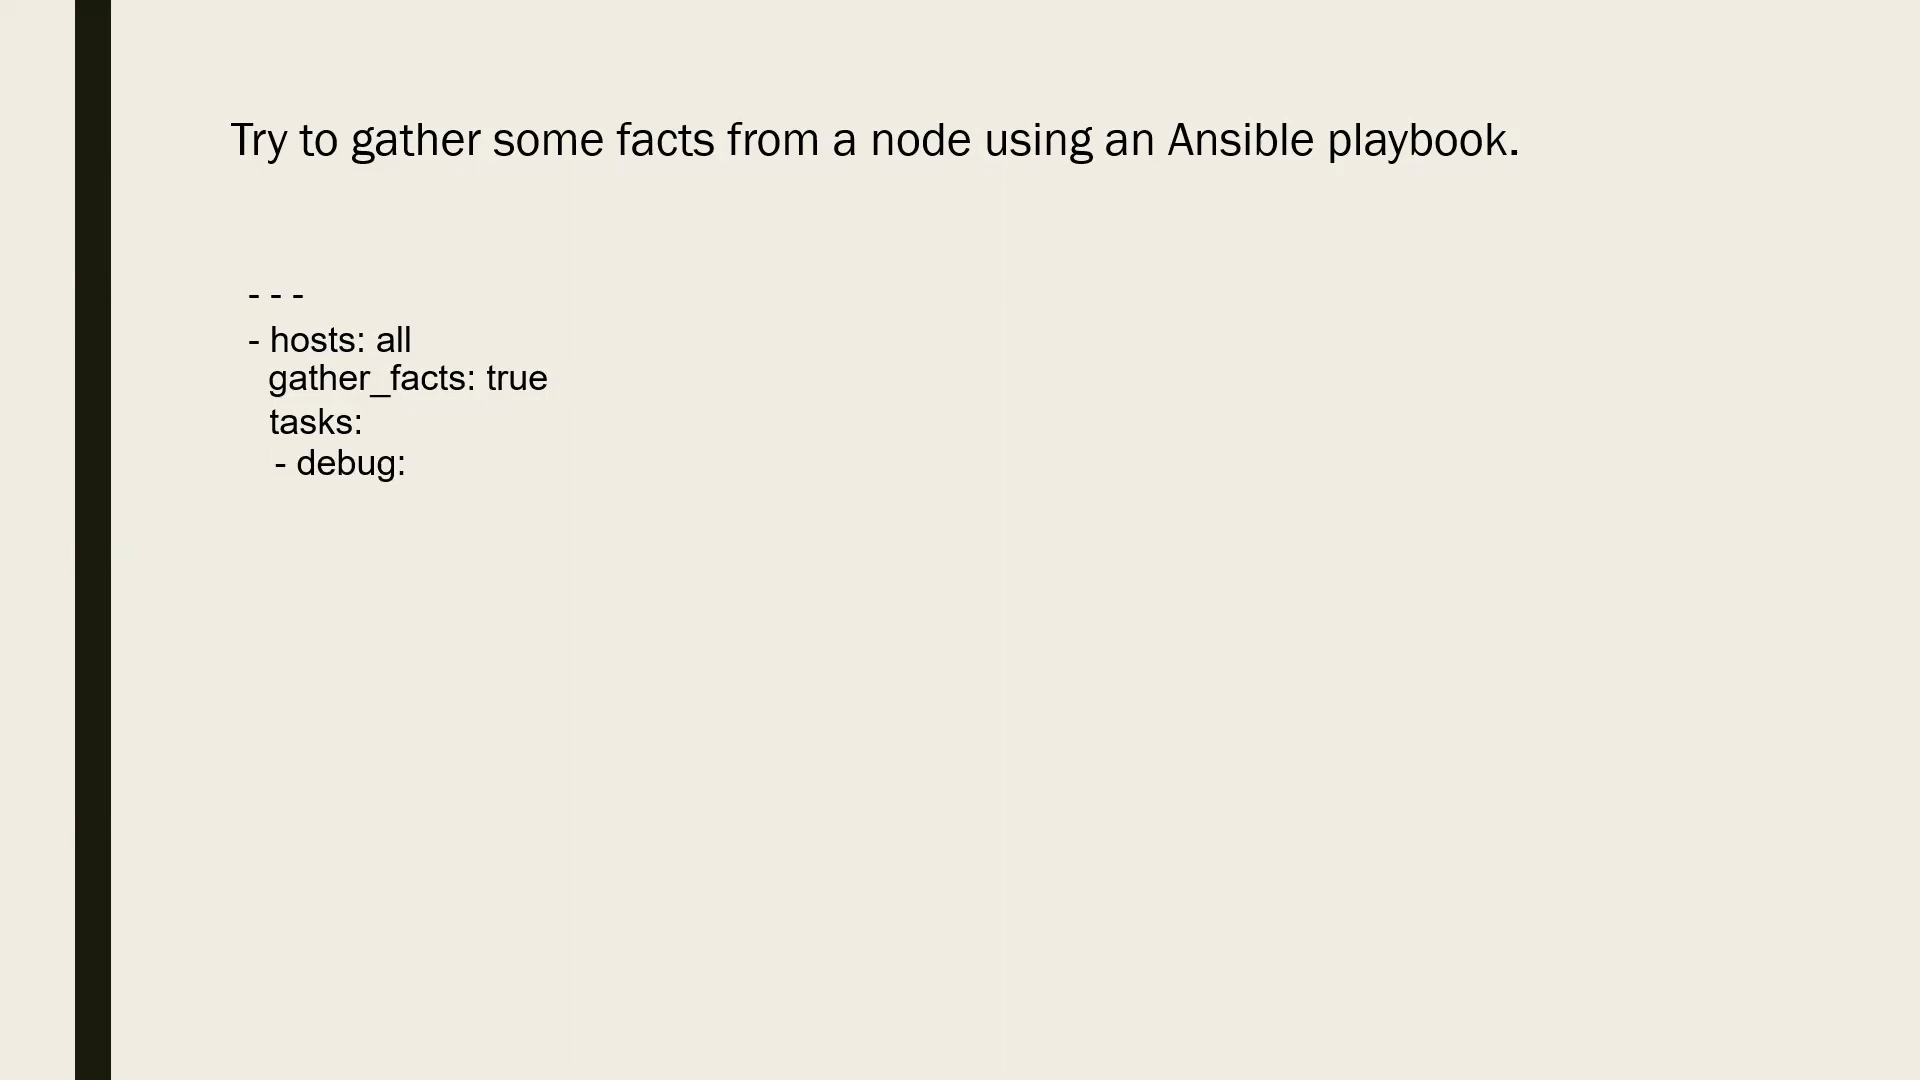 Try to gather some facts from a node using an Ansible playbook.
- - -
- hosts: all
gather_facts: true
tasks:
- debug: